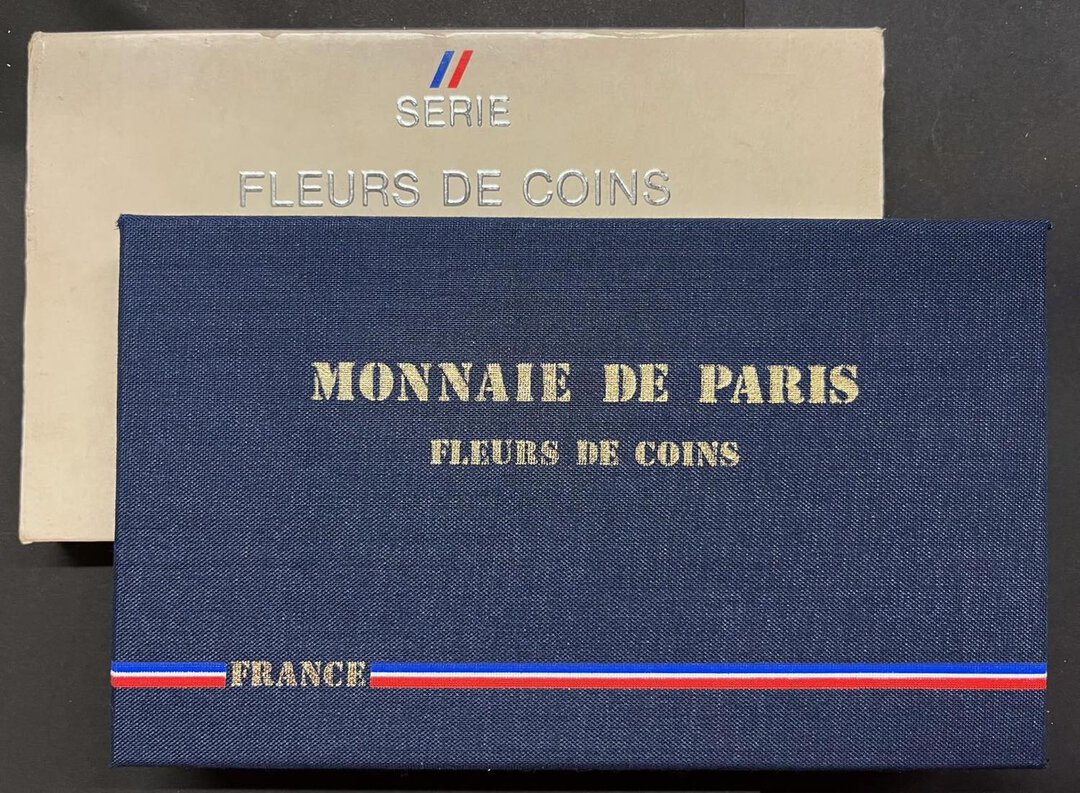 SERIE
FLEURS DE COINS
MONNAIE DE PARIS
FLEURS DE COINS
FRANCE